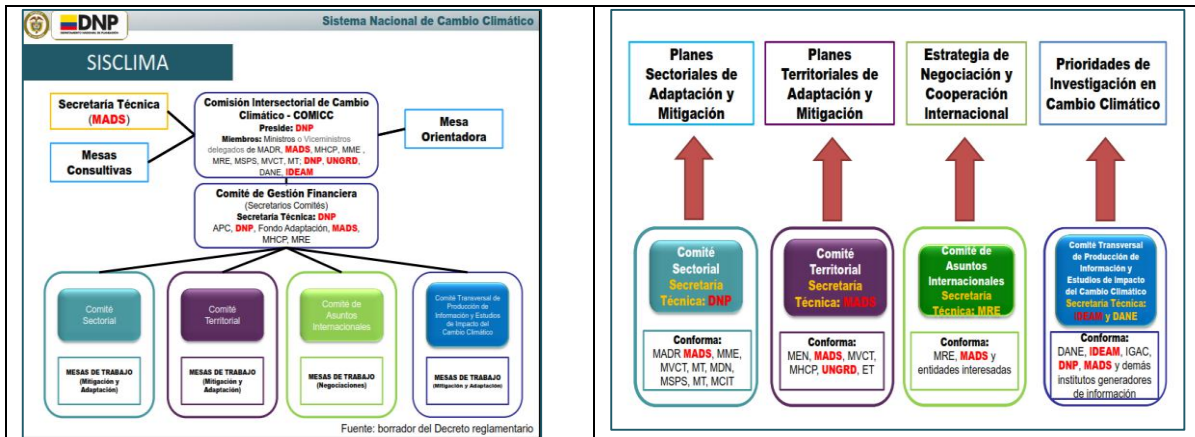 DNP
Sistema Nacional de Cambio Climático
SISCLIMA
Secretaría Técnica
(MADS)
Mesas
Consultivas
Comisión Intersectorial de Cambio
Climático - COMICC
Preside: DNP
Miembros: Ministros o Viceministros
delegados de MADR, MADS, MHCP, MME ,
MRE, MSPS, MVCT, MT; DNP, UNGRD,
DANE, IDEAM
Mesa
Orientadora
Comité de Gestión Financiera
(Secretarios Comités)
Secretaría Técnica: DNP
APC, DNP, Fondo Adaptación, MADS,
MHCP, MRE
Comité
Sectorial
MESAS DE TRABAJO
(Mitigación y
Adaptación)
Comité
Territorial
MESAS DE TRABAJO
(Mitigación y
Adaptación)
Comité de
Asuntos
Internacionales
MESAS DE TRABAJO
(Negociaciones)
Comité Transversal de
Producción de
Información y Estudios
de Impacto del
Cambio Climático
MESAS DE TRABAJO
(Mitigación y Adaptación)
Fuente: borrador del Decreto reglamentario
Planes
Sectoriales de
Adaptación y
Mitigación
Planes
Territoriales de
Adaptación y
Mitigación
Estrategia de
Negociación y
Cooperación
Internacional
Prioridades de
Investigación en
Cambio Climático
Comité
Sectorial
Secretaría
Técnica: DNP
Conforma:
MADR MADS, MME,
MVCT, MT, MDN,
MSPS, MT, MCIT
Comité
Territorial
Secretaría
Técnica: MADS
Conforma:
MEN, MADS, MVCT,
MHCP, UNGRD, ET
Comité de
Asuntos
Internacionales
Secretaría
Técnica: MRE
Conforma:
MRE, MADS y
entidades interesadas
Comité Transversal
de Producción de
Información y
Estudios de Impacto
del Cambio Climático
Secretaría Técnica:
IDEAM y DANE
Conforma:
DANE, IDEAM, IGAC,
DNP, MADS y demás
institutos generadores
de información